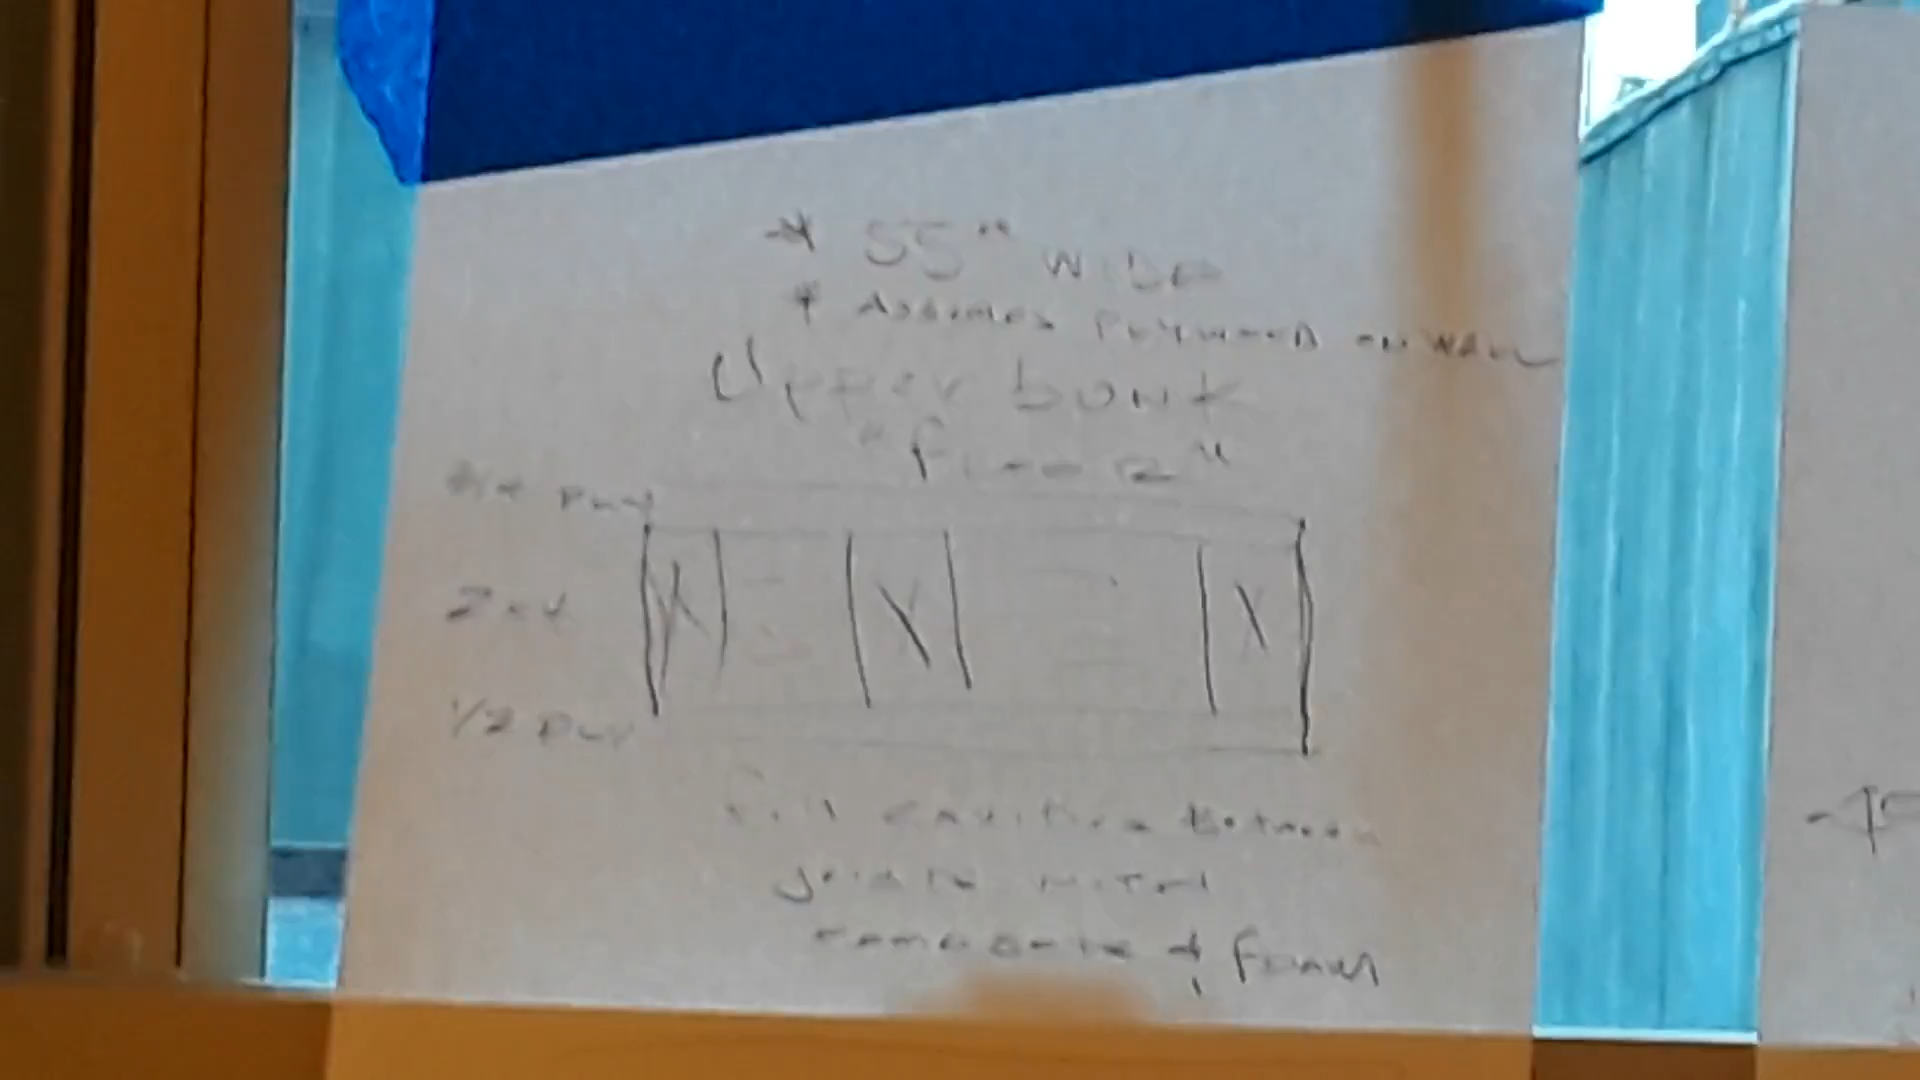 * 55" WIDE
* ASSUMES PLYWOOD ON WALL
Upper bunk
"Floor"
3/4 PLY
2x4
1/2 PLY
Fill cavities Between
joists with
& FOAM